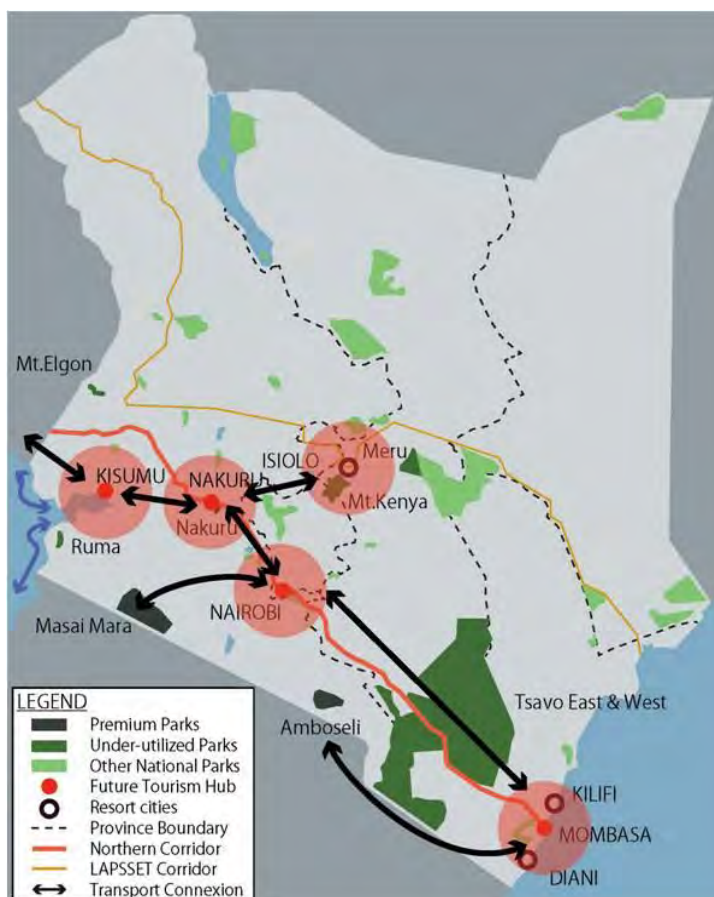 Mt.Elgon
KISUMU
NAKURU
Nakuru
ISIOLO
Meru
Mt.Kenya
Ruma
NAIROBI
Masai Mara
Amboseli
Tsavo East & West
KILIFI
MOMBASA
DIANI
LEGEND
Premium Parks
Under-utilized Parks
Other National Parks
Future Tourism Hub
Resort cities
Province Boundary
Northern Corridor
LAPSSET Corridor
Transport Connexion